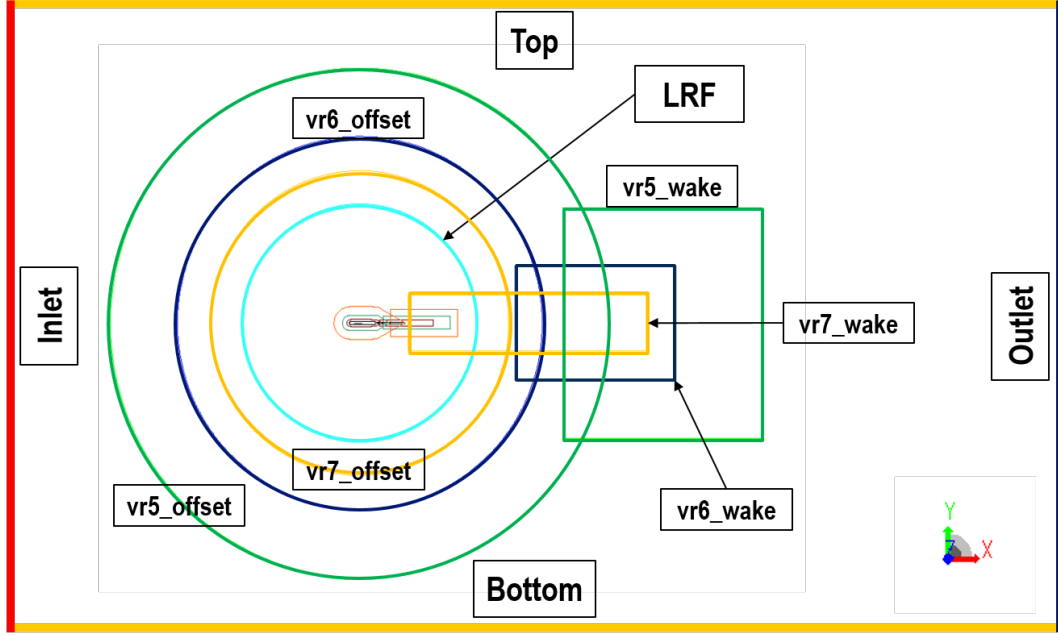 Top
LRF
vr6_offset
vr5_wake
Inlet
vr7_wake
Outlet
vr7_offset
vr5_offset
vr6_wake
Bottom
Y
Z
X